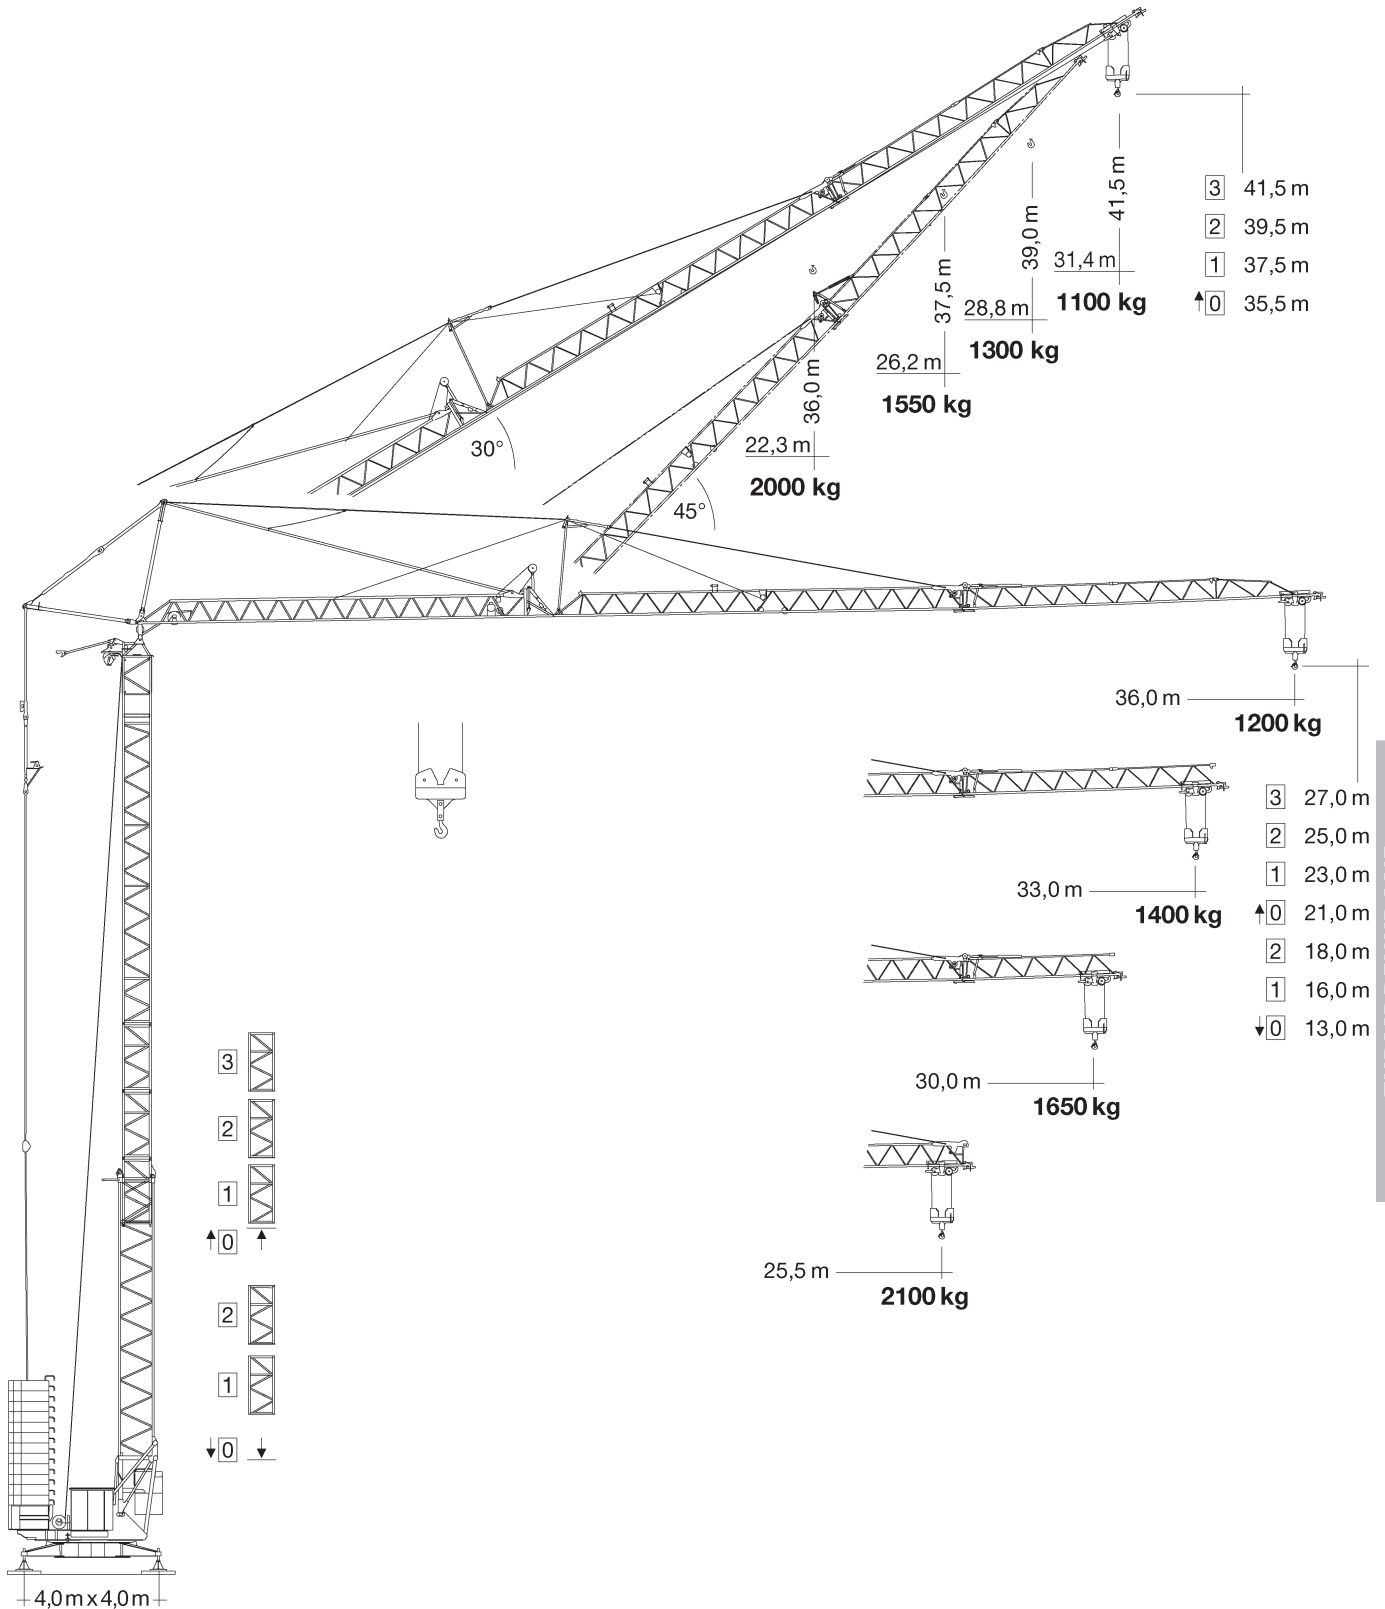 41,5 m
39,0 m
37,5 m
36,0 m
3 41,5 m
2 39,5 m
1 37,5 m
0 35,5 m
31,4 m
1100 kg
28,8 m
1300 kg
26,2 m
1550 kg
22,3 m
2000 kg
30°
45°
36,0 m
1200 kg
33,0 m
1400 kg
30,0 m
1650 kg
25,5 m
2100 kg
3 27,0 m
2 25,0 m
1 23,0 m
0 21,0 m
2 18,0 m
1 16,0 m
0 13,0 m
3
2
1
0
2
1
0
4,0 m x 4,0 m